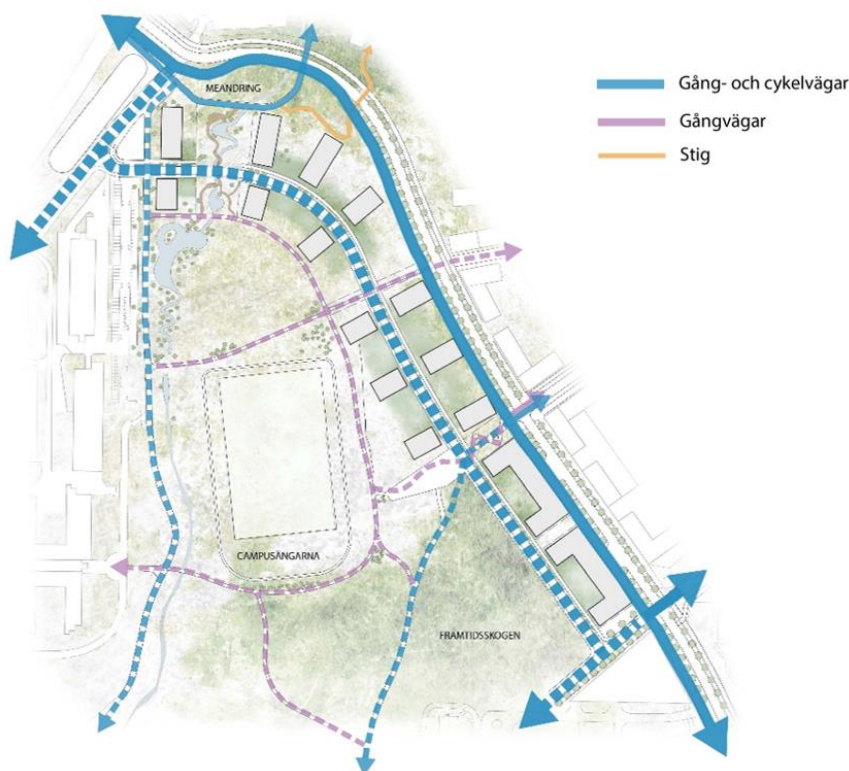 MEANDRING
Gång- och cykelvägar
Gångvägar
Stig
CAMPUSÄNGARNA
FRAMTIDSSKOGEN